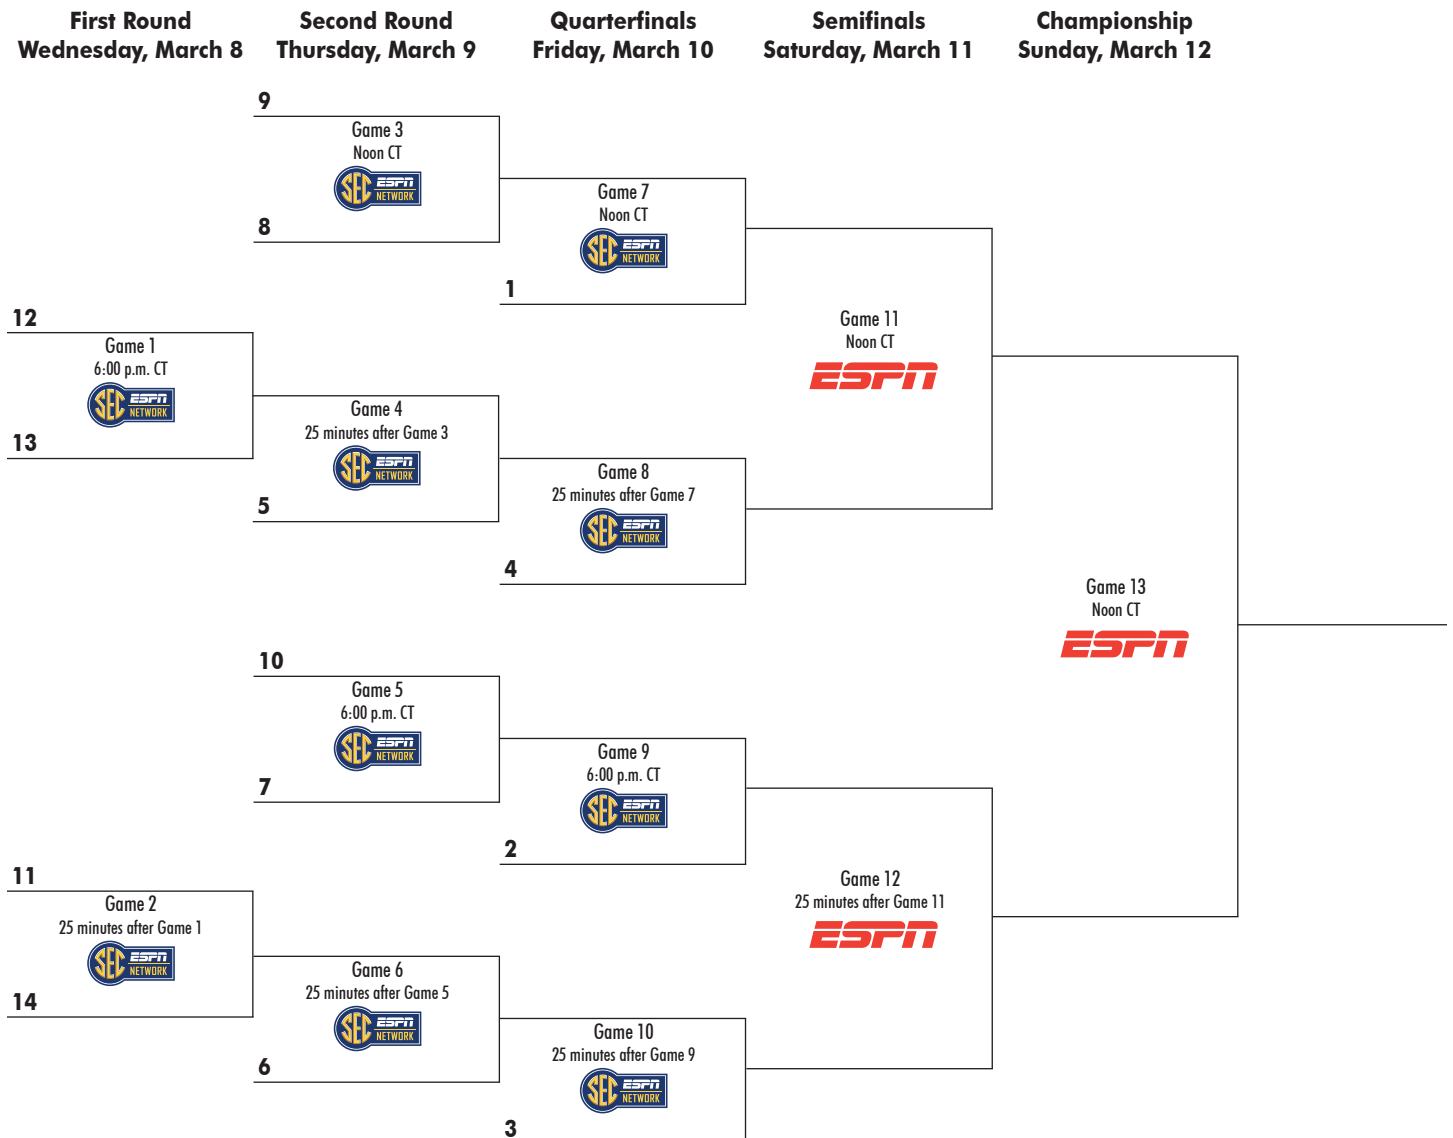 First Round
Wednesday, March 8
Second Round
Thursday, March 9
Quarterfinals
Friday, March 10
Semifinals
Saturday, March 11
Championship
Sunday, March 12
9
Game 3
Noon CT
SEC ESPN
NETWORK
8
Game 7
Noon CT
SEC ESPN
NETWORK
1
12
Game 1
6:00 p.m. CT
SEC ESPN
NETWORK
13
Game 4
25 minutes after Game 3
SEC ESPN
NETWORK
5
Game 8
25 minutes after Game 7
SEC ESPN
NETWORK
4
Game 11
Noon CT
ESPN
Game 13
Noon CT
ESPN
10
Game 5
6:00 p.m. CT
SEC ESPN
NETWORK
7
Game 9
6:00 p.m. CT
SEC ESPN
NETWORK
2
11
Game 2
25 minutes after Game 1
SEC ESPN
NETWORK
14
Game 6
25 minutes after Game 5
SEC ESPN
NETWORK
6
Game 10
25 minutes after Game 9
SEC ESPN
NETWORK
3
Game 12
25 minutes after Game 11
ESPN